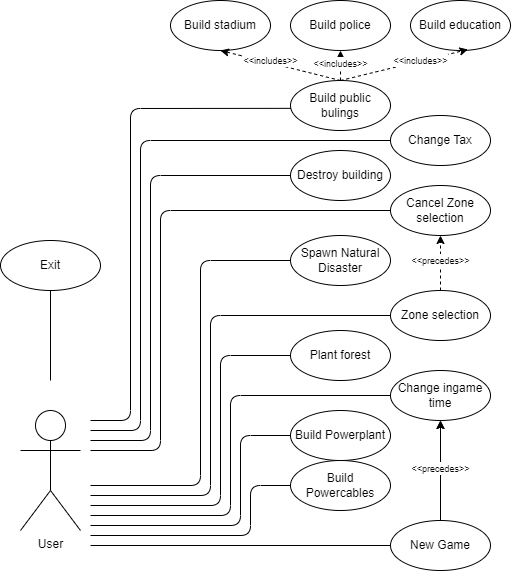 Build stadium
Build police
Build education
<<includes>>
<<includes>>
<<includes>>
Build public
bulings
Change Tax
Destroy building
Cancel Zone
selection
Exit
Spawn Natural
Disaster
<<precedes>>
Zone selection
Plant forest
Change ingame
time
Build Powerplant
<<precedes>>
Build
Powercables
User
New Game